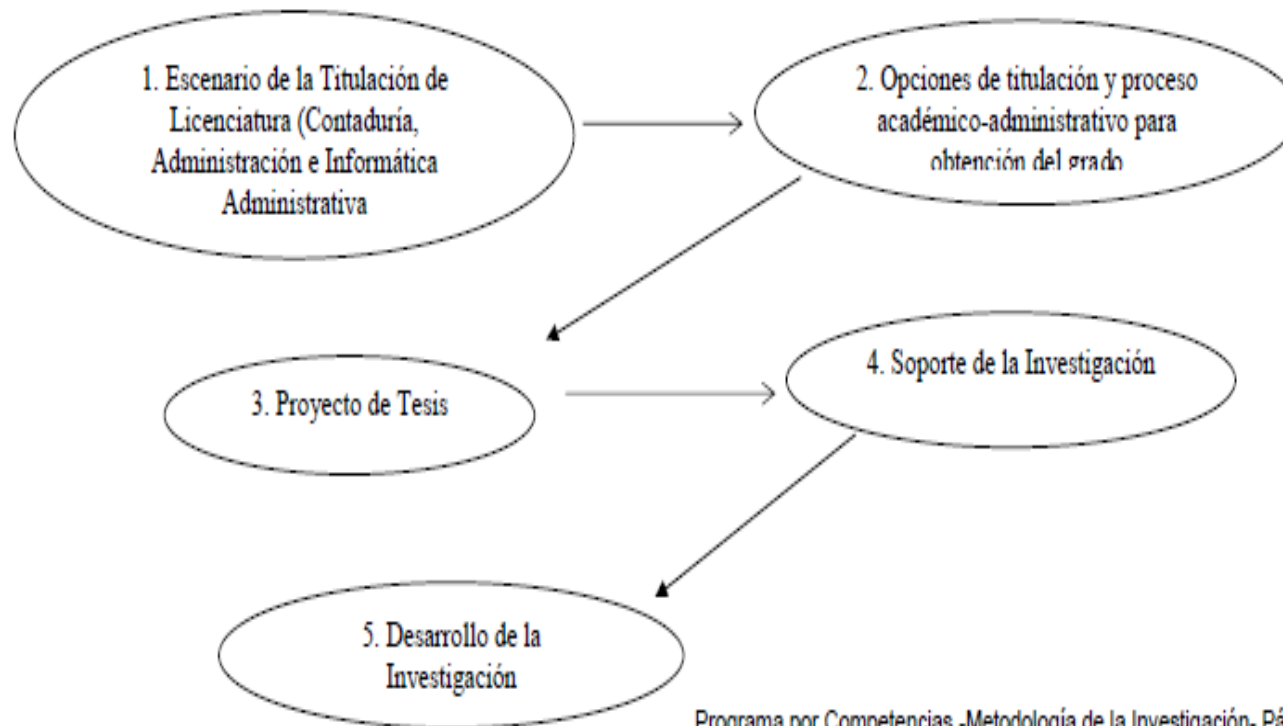 1. Escenario de la Titulación de
Licenciatura (Contaduría,
Administración e Informática
Administrativa
2. Opciones de titulación y proceso
académico-administrativo para
obtención del grado
3. Proyecto de Tesis
4. Soporte de la Investigación
5. Desarrollo de la
Investigación
Programa por Competencias -Metodología de la Investigación- Pá